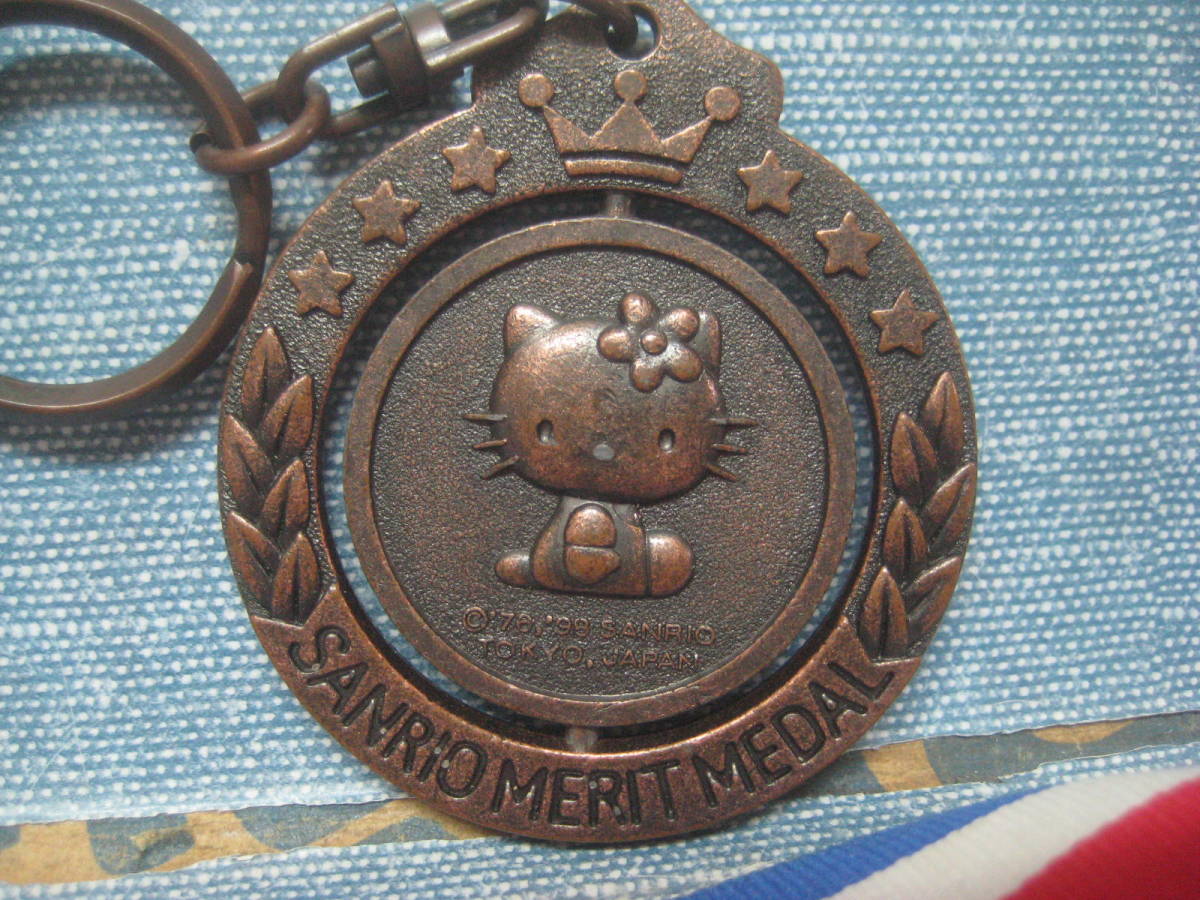 ©'76,'99 SANRIO
TOKYO, JAPAN
SANRIO MERIT MEDAL